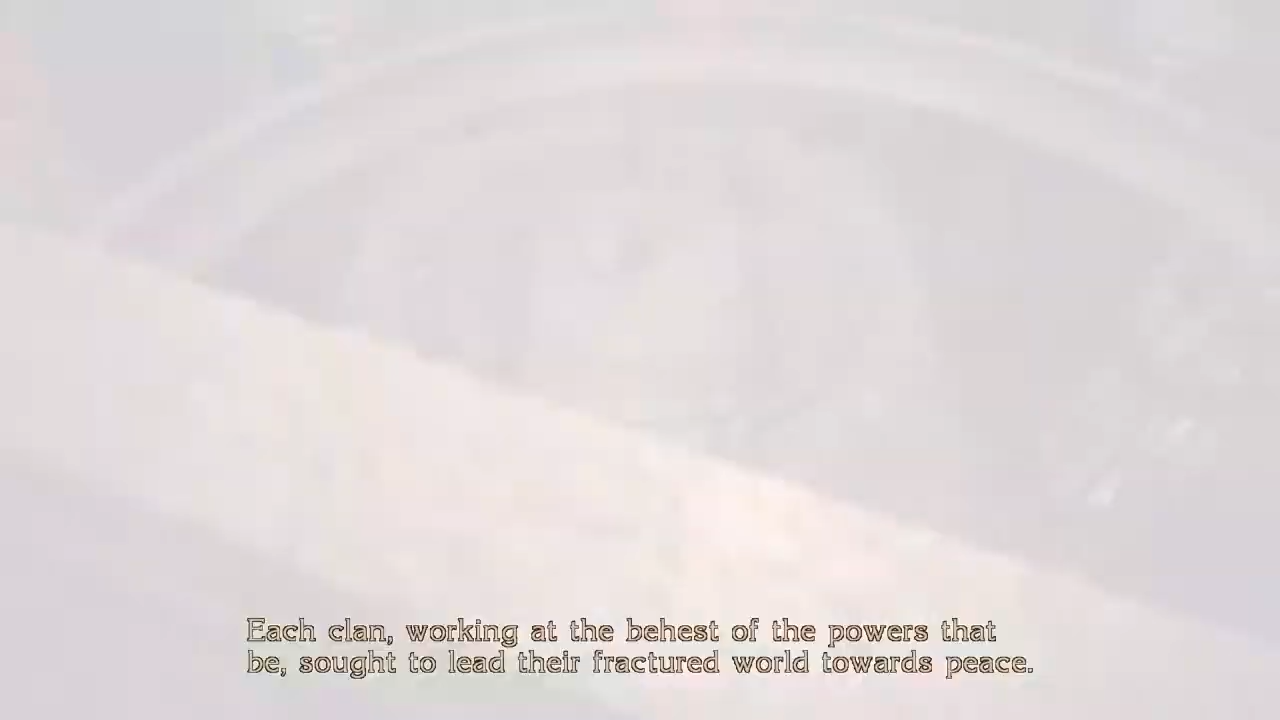 Each clan, working at the behest of the powers that
be, sought to lead their fractured world towards peace.